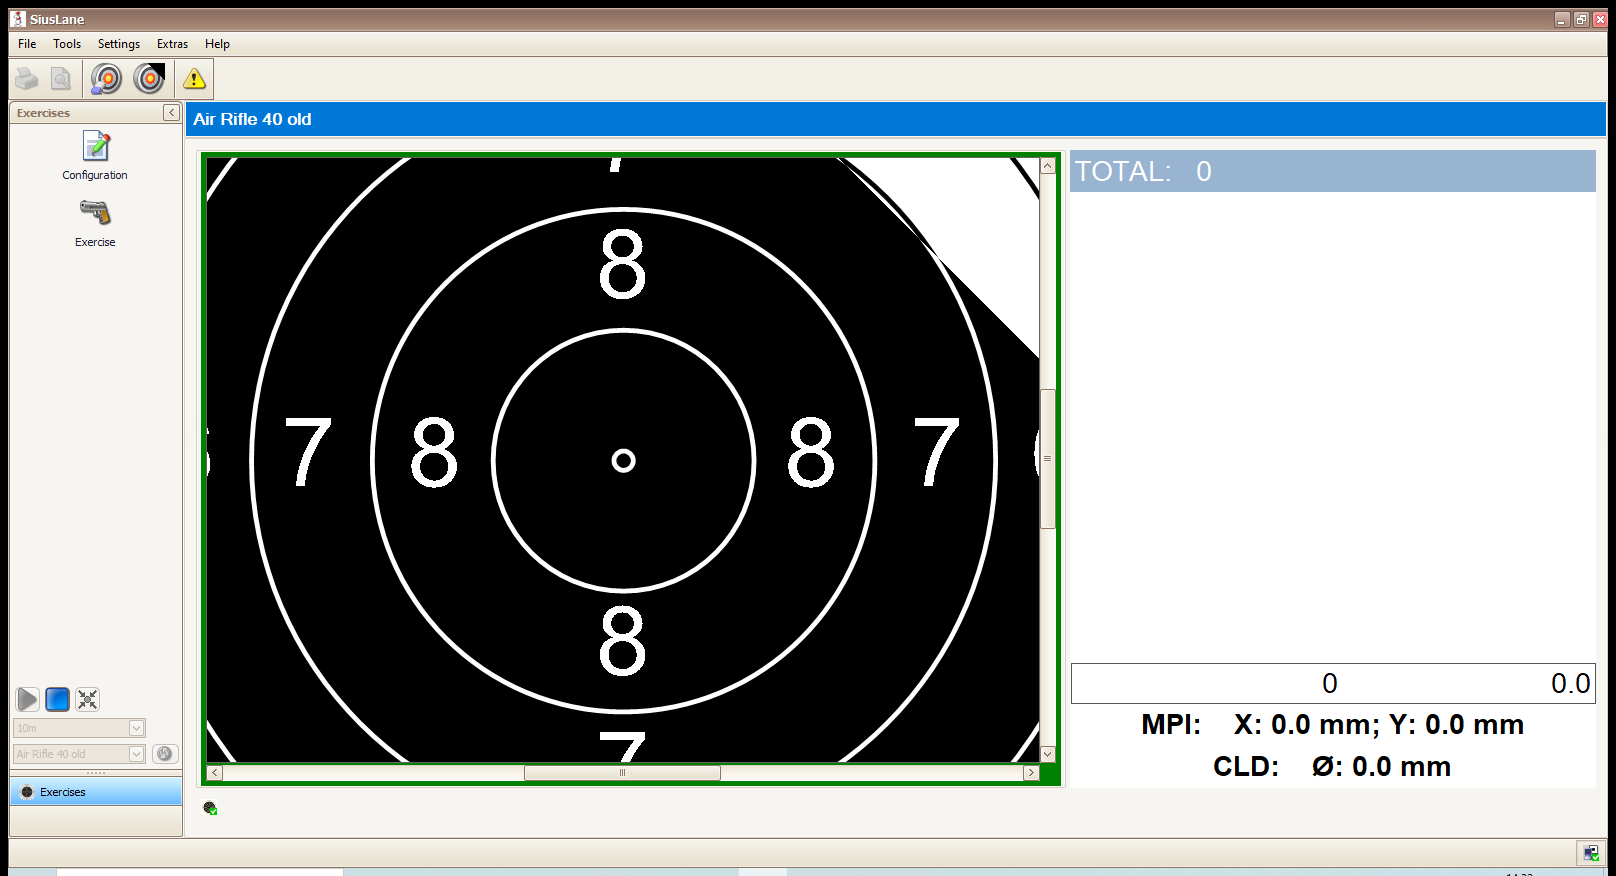 SiusLane
File Tools Settings Extras Help
Exercises
Configuration
Exercise
10m
Air Rifle 40 old
Exercises
Air Rifle 40 old
7
8
7 8 8 7
8
7
TOTAL: 0
0 0.0
MPI: X: 0.0 mm; Y: 0.0 mm
CLD: Ø: 0.0 mm